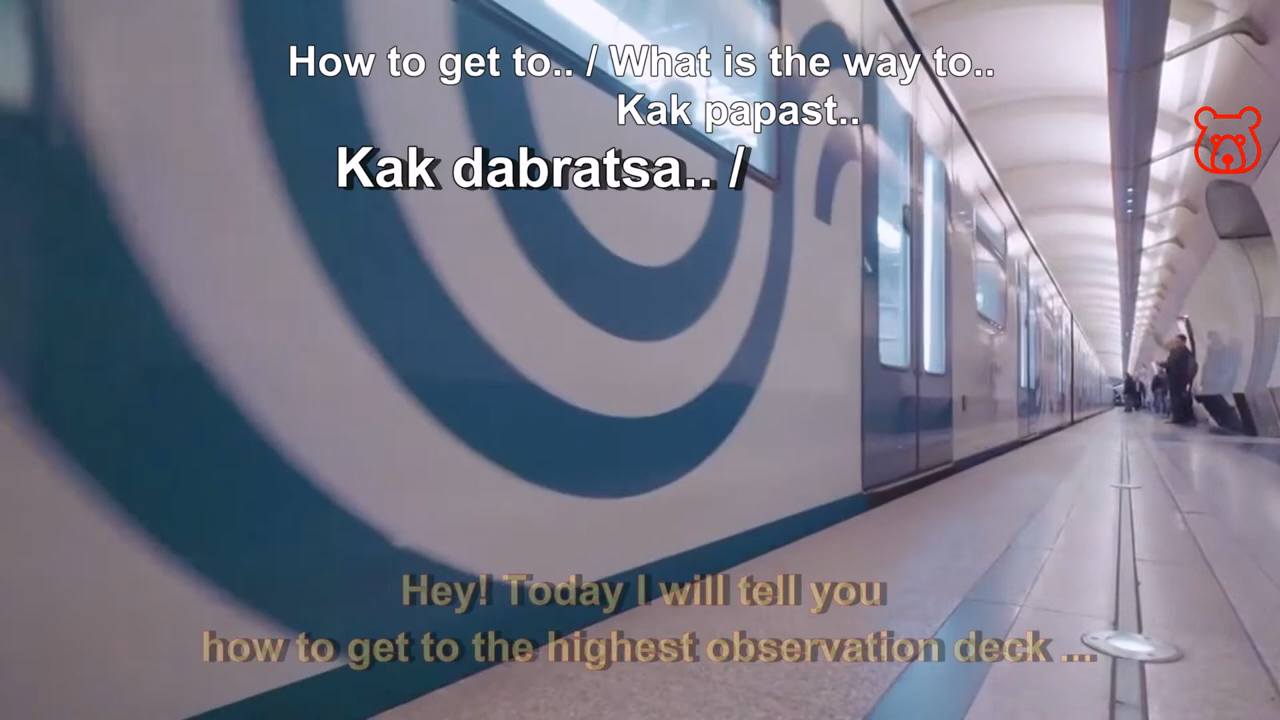 How to get to.. / What is the way to..
Kak papast..
Kak dabratsa.. /
Hey! Today I will tell you
how to get to the highest observation deck ...